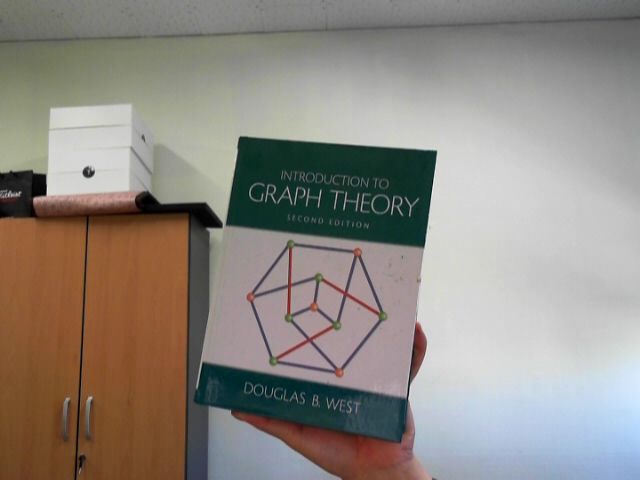 INTRODUCTION TO
GRAPH THEORY
SECOND EDITION
DOUGLAS B. WEST